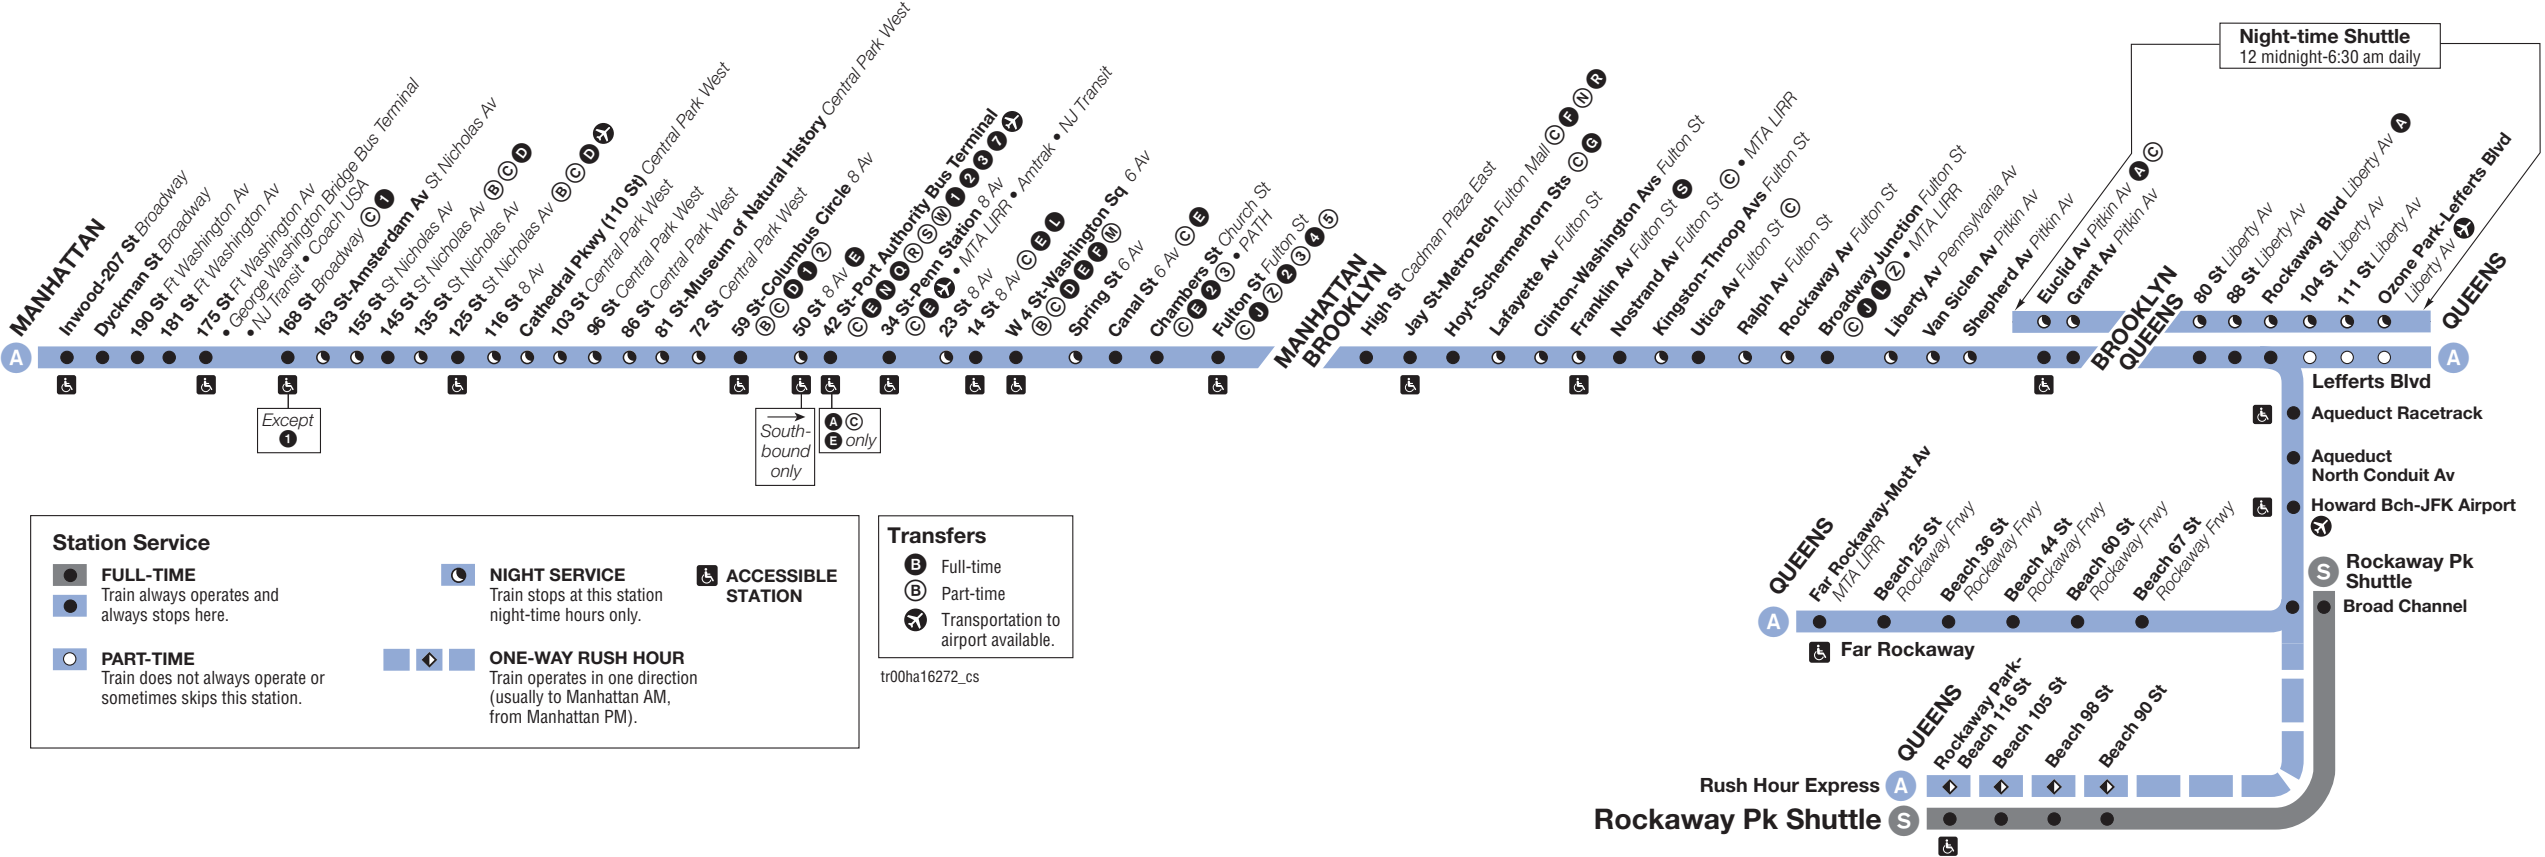 Night-time Shuttle
12 midnight-6:30 am daily
MANHATTAN
Inwood-207 St Broadway
Dyckman St Broadway
190 St Ft Washington Av
181 St Ft Washington Av
175 St Ft Washington Av
• George Washington Bridge Bus Terminal
• NJ Transit • Coach USA
168 St Broadway C 1
163 St-Amsterdam Av St Nicholas Av
155 St St Nicholas Av
145 St St Nicholas Av B C D
135 St St Nicholas Av
125 St St Nicholas Av B C D
116 St 8 Av
Cathedral Pkwy (110 St) Central Park West
103 St Central Park West
96 St Central Park West
86 St Central Park West
81 St-Museum of Natural History Central Park West
72 St Central Park West
59 St-Columbus Circle 8 Av
B C D 1 2
50 St 8 Av E
42 St-Port Authority Bus Terminal
C E N Q R S W 1 2 3 7
34 St-Penn Station 8 Av
C E • MTA LIRR • Amtrak • NJ Transit
23 St 8 Av
14 St 8 Av C E L
W 4 St-Washington Sq 6 Av
B C D E F M
Spring St 6 Av
Canal St 6 Av C E
Chambers St Church St
C E 2 3 • PATH
Fulton St Fulton St
C J Z 2 3 4 5
MANHATTAN
BROOKLYN
High St Cadman Plaza East
Jay St-MetroTech Fulton Mall C F N R
Hoyt-Schermerhorn Sts C G
Lafayette Av Fulton St
Clinton-Washington Avs Fulton St
Franklin Av Fulton St S
Nostrand Av Fulton St C • MTA LIRR
Kingston-Throop Avs Fulton St
Utica Av Fulton St C
Ralph Av Fulton St
Rockaway Av Fulton St
Broadway Junction Fulton St
C J L Z • MTA LIRR
Liberty Av Pennsylvania Av
Van Siclen Av Pitkin Av
Shepherd Av Pitkin Av
Euclid Av Pitkin Av A C
Grant Av Pitkin Av
BROOKLYN
QUEENS
80 St Liberty Av
88 St Liberty Av
Rockaway Blvd Liberty Av A
104 St Liberty Av
111 St Liberty Av
Ozone Park-Lefferts Blvd
Liberty Av
QUEENS
A
A
Except
1
South-
bound
only
A C
E only
Lefferts Blvd
Aqueduct Racetrack
Aqueduct
North Conduit Av
Howard Bch-JFK Airport
S
Rockaway Pk
Shuttle
Broad Channel
QUEENS
Far Rockaway-Mott Av
MTA LIRR
Beach 25 St
Rockaway Frwy
Beach 36 St
Rockaway Frwy
Beach 44 St
Rockaway Frwy
Beach 60 St
Rockaway Frwy
Beach 67 St
Rockaway Frwy
A
Far Rockaway
QUEENS
Rockaway Park-
Beach 116 St
Beach 105 St
Beach 98 St
Beach 90 St
Rush Hour Express A
Rockaway Pk Shuttle S
Station Service
FULL-TIME
Train always operates and
always stops here.
PART-TIME
Train does not always operate or
sometimes skips this station.
NIGHT SERVICE
Train stops at this station
night-time hours only.
ONE-WAY RUSH HOUR
Train operates in one direction
(usually to Manhattan AM,
from Manhattan PM).
ACCESSIBLE
STATION
Transfers
B Full-time
B Part-time
Transportation to
airport available.
tr00ha16272_cs